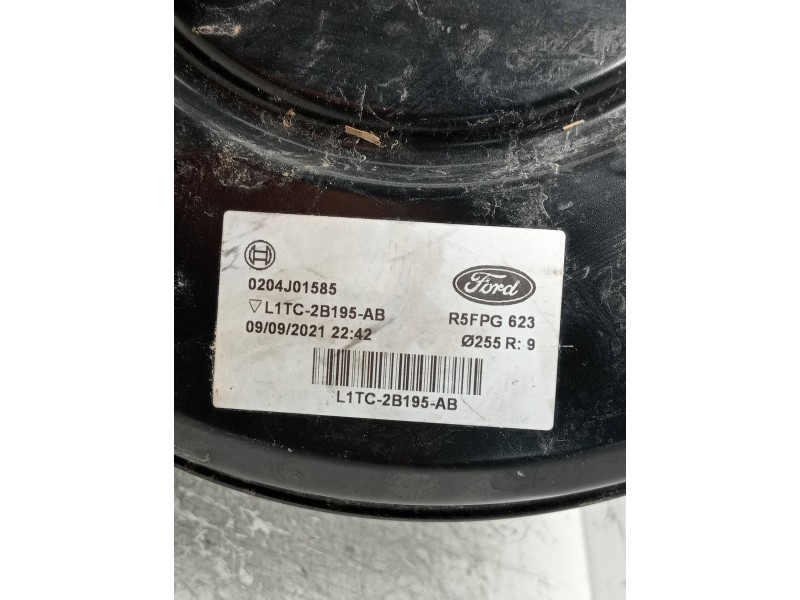 0204J01585
Ford
▽L1TC-2B195-AB
R5FPG 623
09/09/2021 22:42
Ø255 R: 9
L1TC-2B195-AB